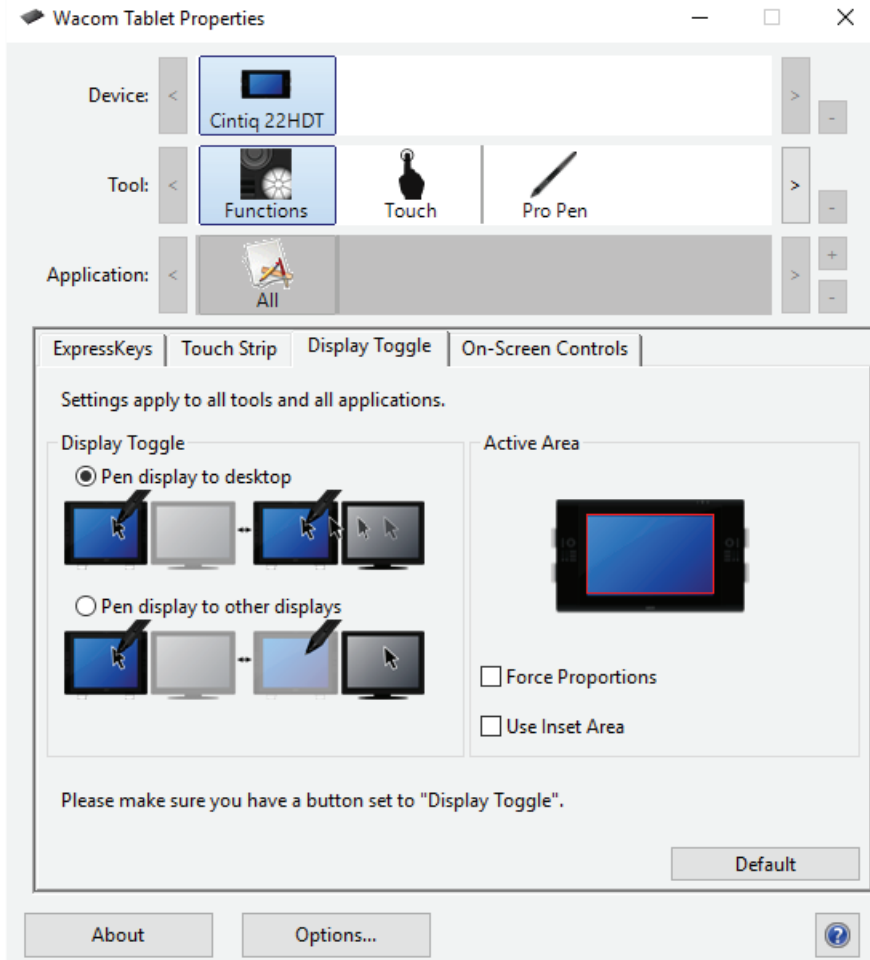 Wacom Tablet Properties
Device:
<
Cintiq 22HDT
>
-
Tool:
<
Functions
Touch
Pro Pen
>
-
Application:
<
All
>
+
-
ExpressKeys
Touch Strip
Display Toggle
On-Screen Controls
Settings apply to all tools and all applications.
Display Toggle
Pen display to desktop
Pen display to other displays
Active Area
Force Proportions
Use Inset Area
Please make sure you have a button set to "Display Toggle".
Default
About
Options...
?